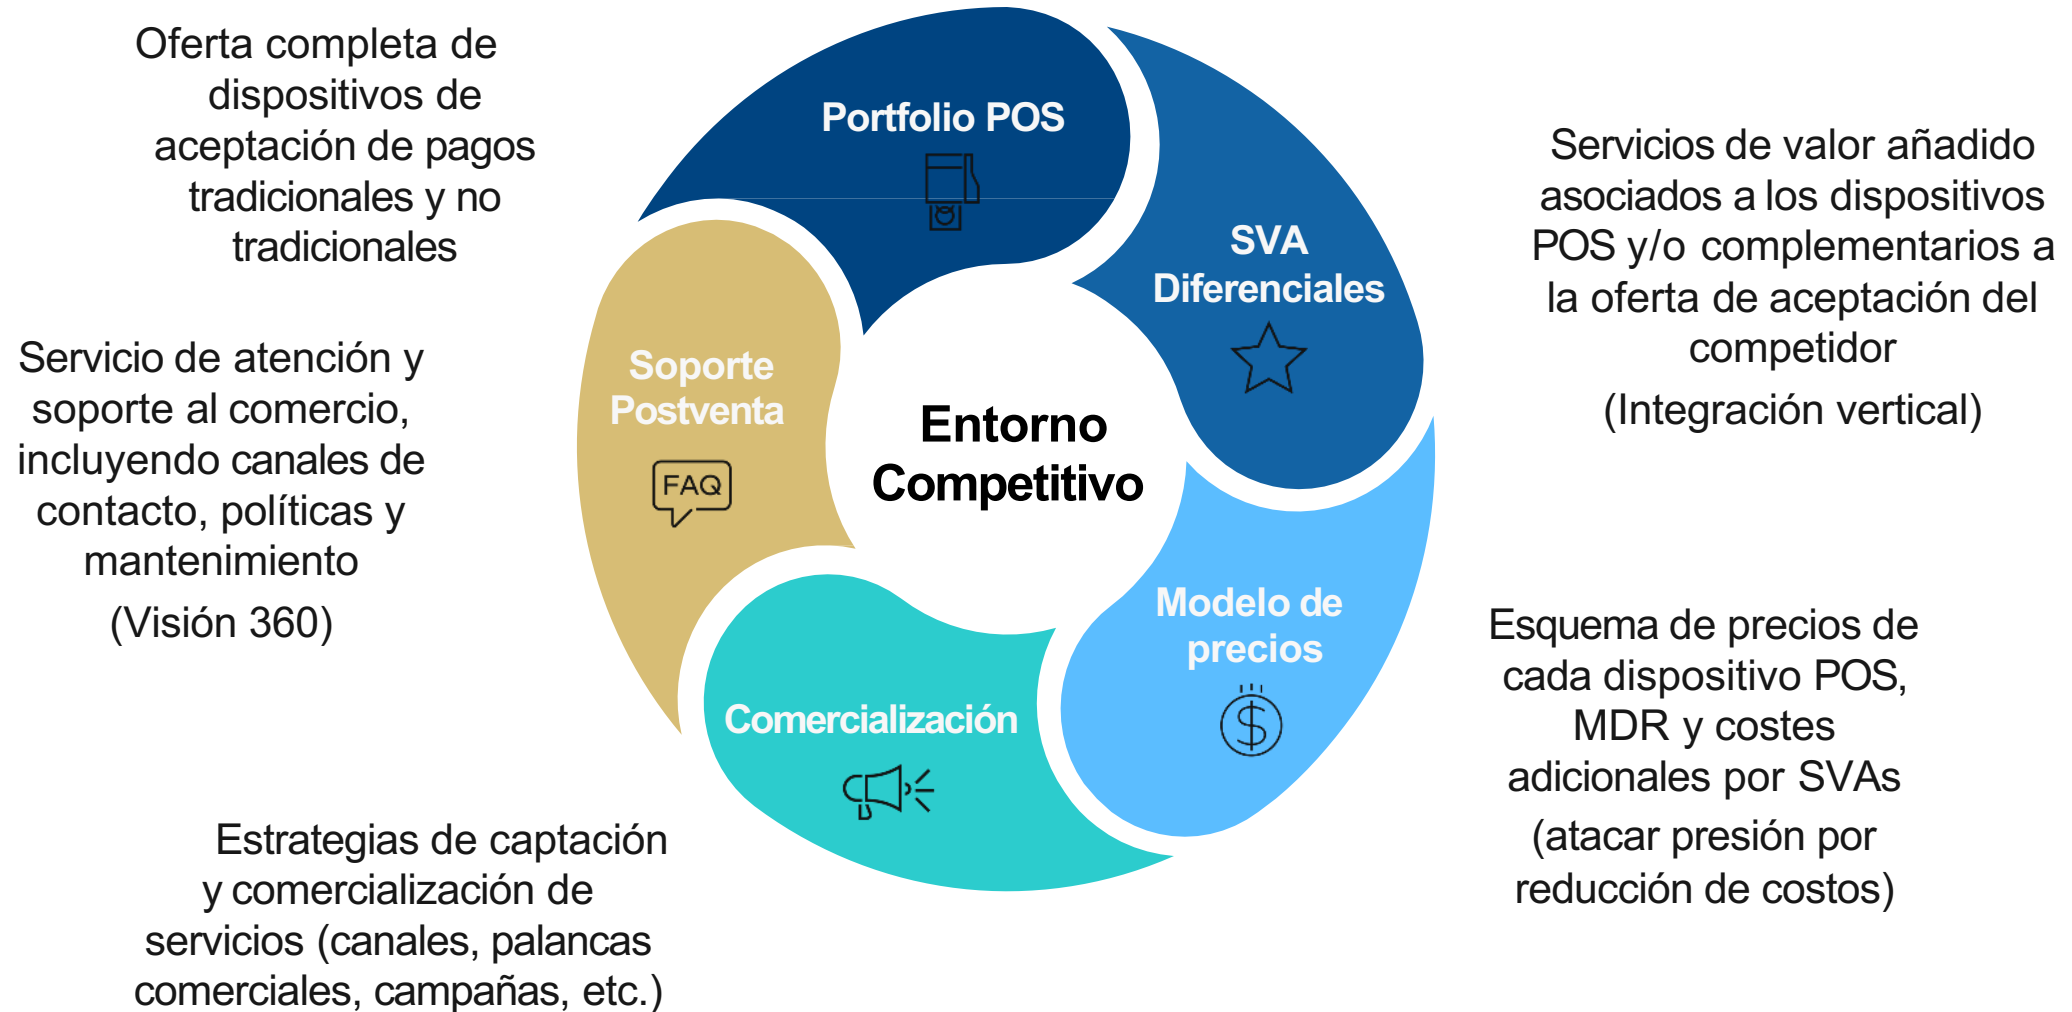 Oferta completa de
dispositivos de
aceptación de pagos
tradicionales y no
tradicionales
Portfolio POS
SVA
Diferenciales
Servicios de valor añadido
asociados a los dispositivos
POS y/o complementarios a
la oferta de aceptación del
competidor
(Integración vertical)
Servicio de atención y
soporte al comercio,
incluyendo canales de
contacto, políticas y
mantenimiento
(Visión 360)
Soporte
Postventa
FAQ
Entorno
Competitivo
Modelo de
precios
$
Esquema de precios de
cada dispositivo POS,
MDR y costes
adicionales por SVAs
(atacar presión por
reducción de costos)
Comercialización
Estrategias de captación
y comercialización de
servicios (canales, palancas
comerciales, campañas, etc.)